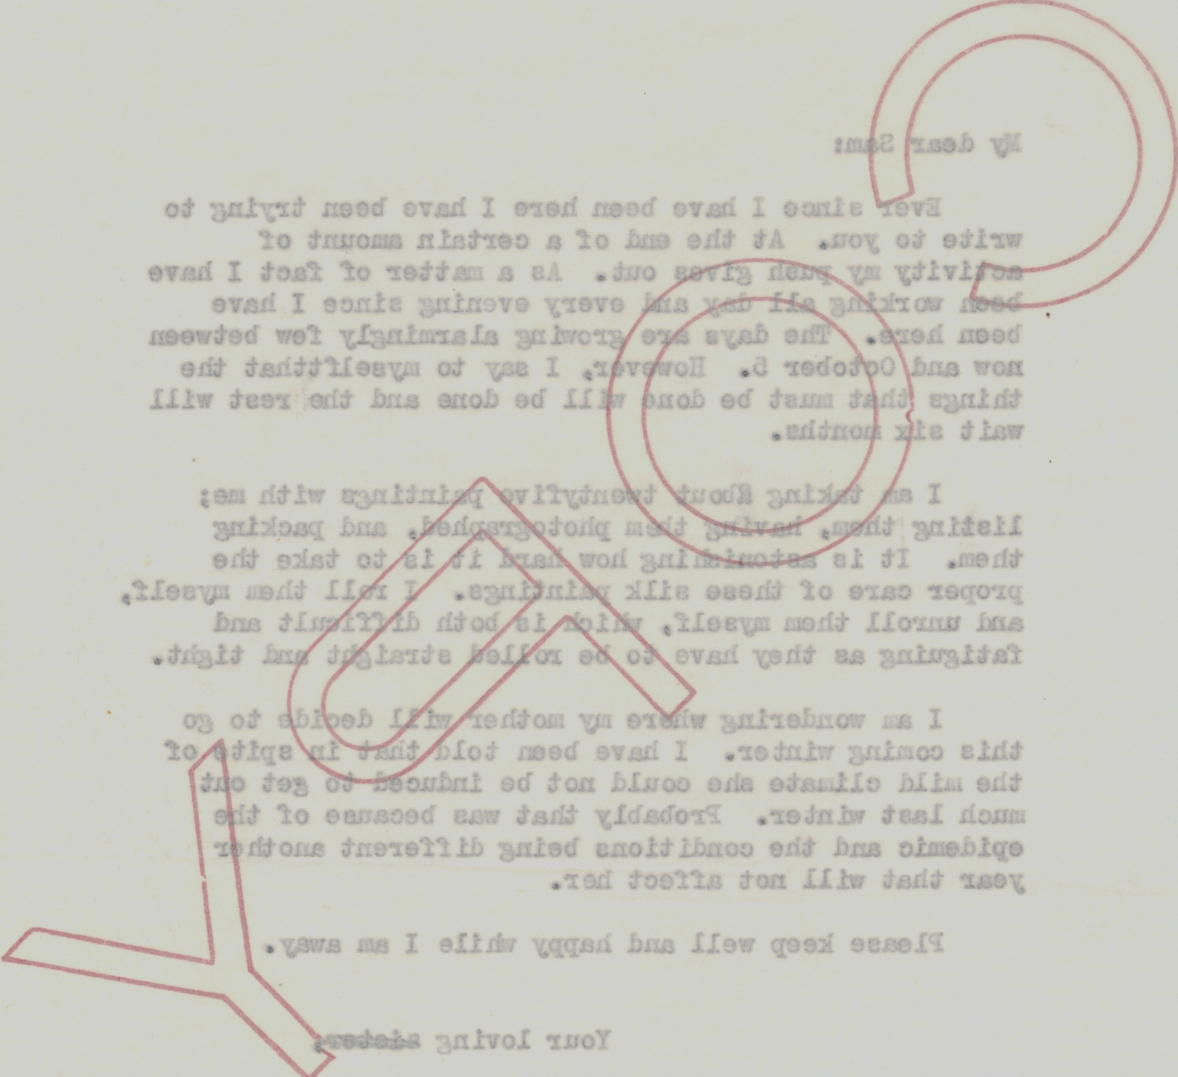 My dear Sam:
Ever since I have been here I have been trying to
write to you. At the end of a certain amount of
activity my push gives out. As a matter of fact I have
been working all day and every evening since I have
been here. The days are growing alarmingly few between
now and October 5. However, I say to myselftthat the
things that must be done will be done and the rest will
wait six months.
I am taking about twentyfive paintings with me;
listing them, having them photographed, and packing
them. It is astonishing how hard it is to take the
proper care of these silk paintings. I roll them myself,
and unroll them myself, which is both difficult and
fatiguing as they have to be rolled straight and tight.
I am wondering where my mother will decide to go
this coming winter. I have been told that in spite of
the mild climate she could not be induced to get out
much last winter. Probably that was because of the
epidemic and the conditions being different another
year that will not affect her.
Please keep well and happy while I am away.
Your loving sister;
COPY